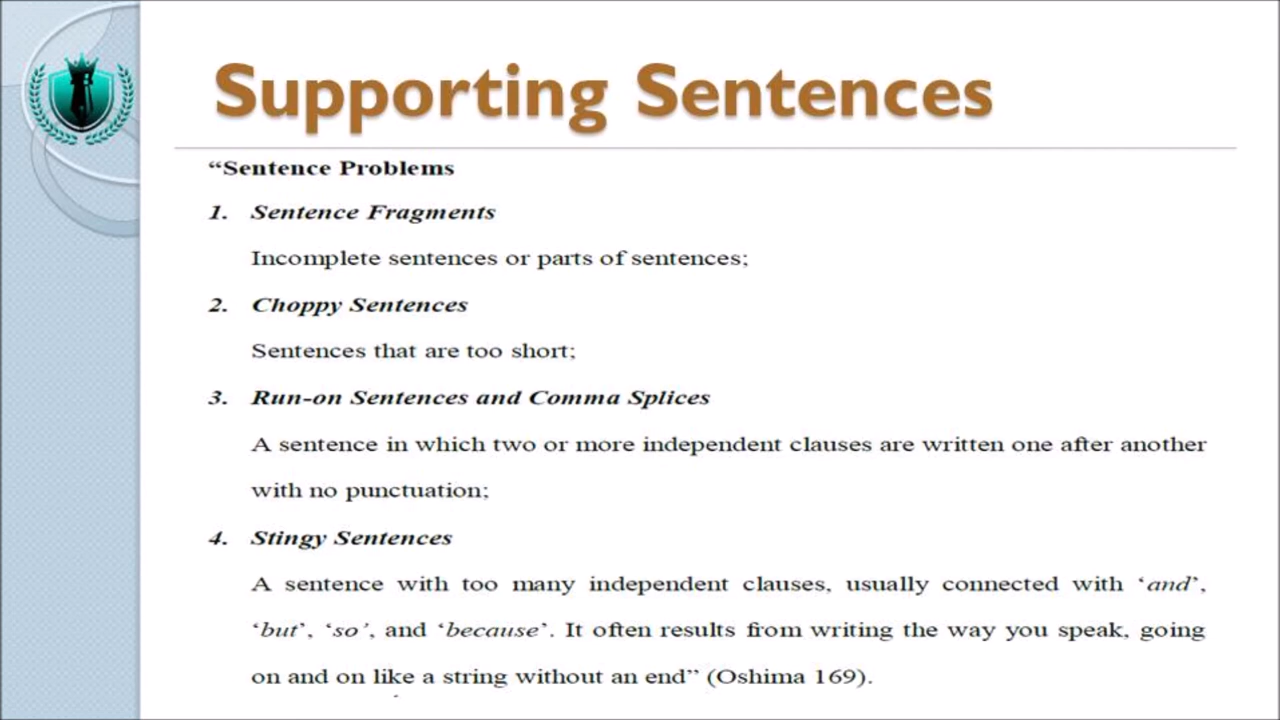 Supporting Sentences
“Sentence Problems
1. Sentence Fragments
Incomplete sentences or parts of sentences;
2. Choppy Sentences
Sentences that are too short;
3. Run-on Sentences and Comma Splices
A sentence in which two or more independent clauses are written one after another
with no punctuation;
4. Stingy Sentences
A sentence with too many independent clauses, usually connected with ‘and’,
‘but’, ‘so’, and ‘because’. It often results from writing the way you speak, going
on and on like a string without an end” (Oshima 169).